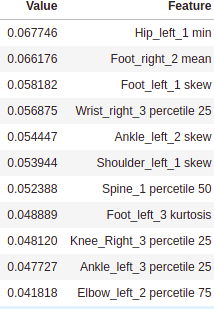 Value Feature
0.067746 Hip_left_1 min
0.066176 Foot_right_2 mean
0.058182 Foot_left_1 skew
0.056875 Wrist_right_3 percetile 25
0.054447 Ankle_left_2 skew
0.053944 Shoulder_left_1 skew
0.052388 Spine_1 percetile 50
0.048889 Foot_left_3 kurtosis
0.048120 Knee_Right_3 percetile 25
0.047727 Ankle_left_3 percetile 25
0.041818 Elbow_left_2 percetile 75